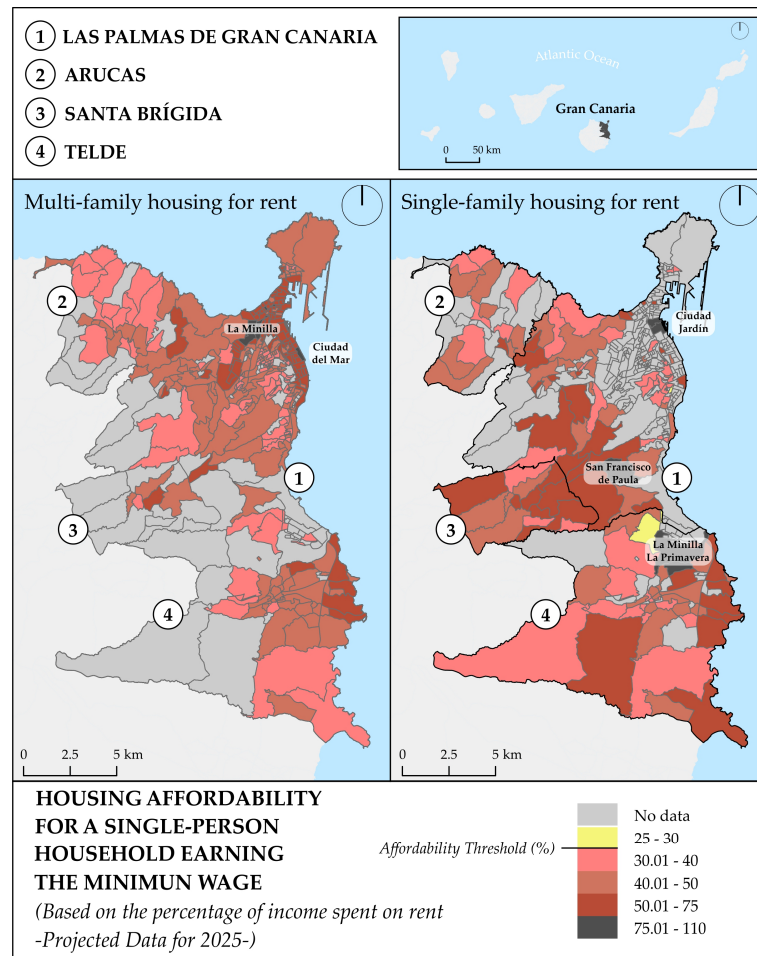 1 LAS PALMAS DE GRAN CANARIA
2 ARUCAS
3 SANTA BRÍGIDA
4 TELDE
Atlantic Ocean
Gran Canaria
0 50 km
Multi-family housing for rent
2
La Minilla
Ciudad
del Mar
1
3
4
0 2.5 5 km
Single-family housing for rent
2
Ciudad
Jardín
San Francisco
de Paula
1
3
La Minilla
La Primavera
4
0 2.5 5 km
HOUSING AFFORDABILITY
FOR A SINGLE-PERSON
HOUSEHOLD EARNING
THE MINIMUN WAGE
(Based on the percentage of income spent on rent
-Projected Data for 2025-)
Affordability Threshold (%)
No data
25 - 30
30.01 - 40
40.01 - 50
50.01 - 75
75.01 - 110